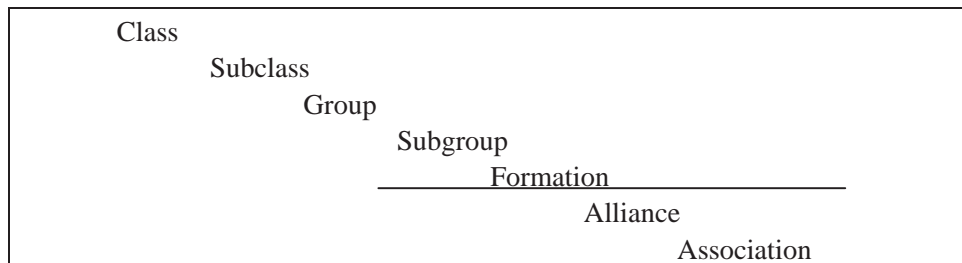 Class
Subclass
Group
Subgroup
Formation
Alliance
Association